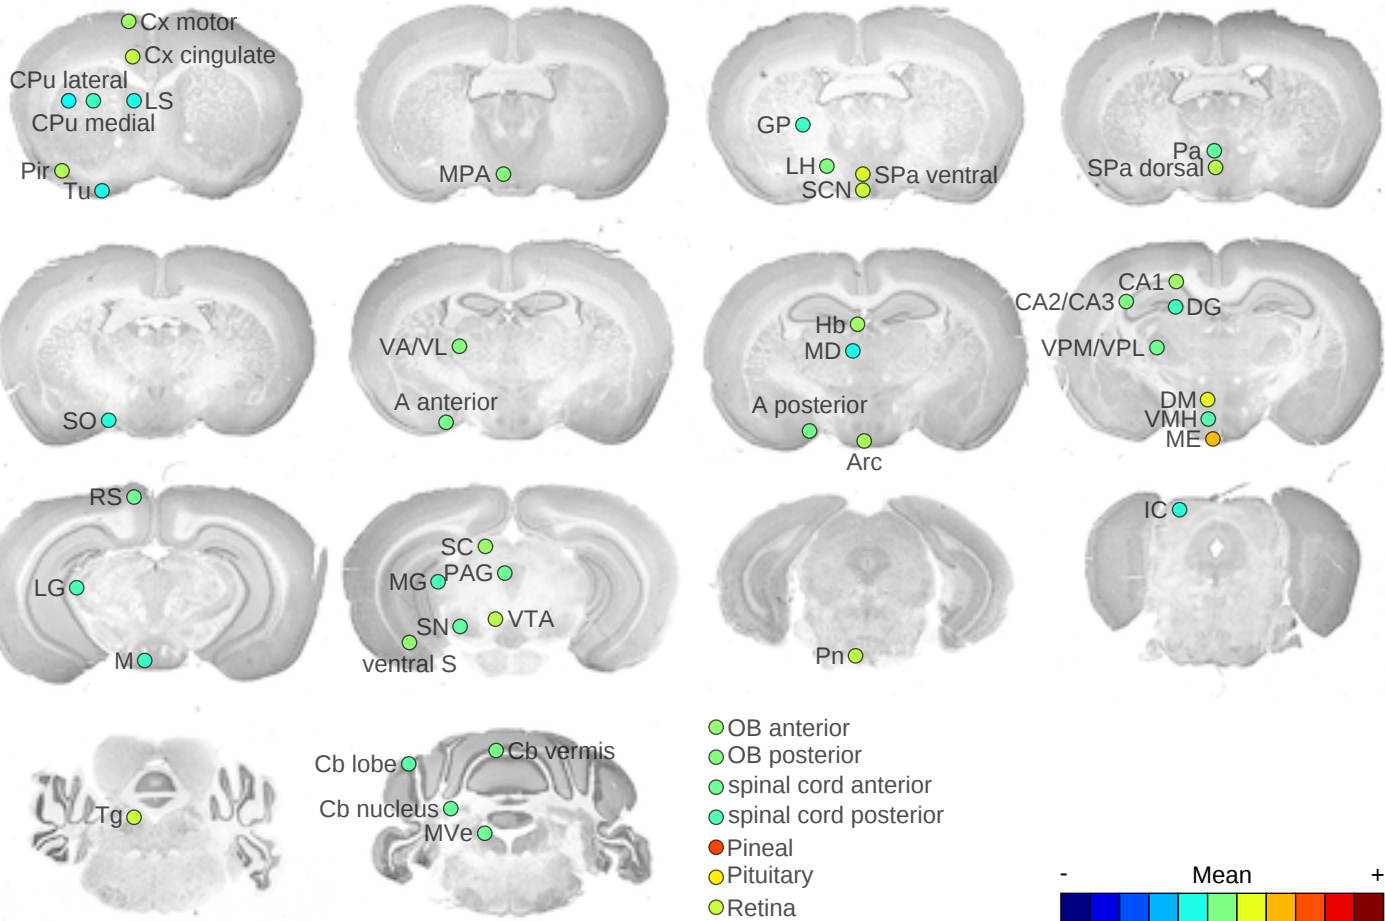 Cx motor
Cx cingulate
CPu lateral
LS
CPu medial
Pir
Tu
MPA
GP
LH
SPa ventral
SCN
Pa
SPa dorsal
SO
VA/VL
A anterior
Hb
MD
A posterior
Arc
CA1
CA2/CA3
DG
VPM/VPL
DM
VMH
ME
RS
LG
M
SC
MG
PAG
SN
VTA
ventral S
Pn
IC
Tg
Cb vermis
Cb lobe
Cb nucleus
MVe
OB anterior
OB posterior
spinal cord anterior
spinal cord posterior
Pineal
Pituitary
Retina
- Mean +